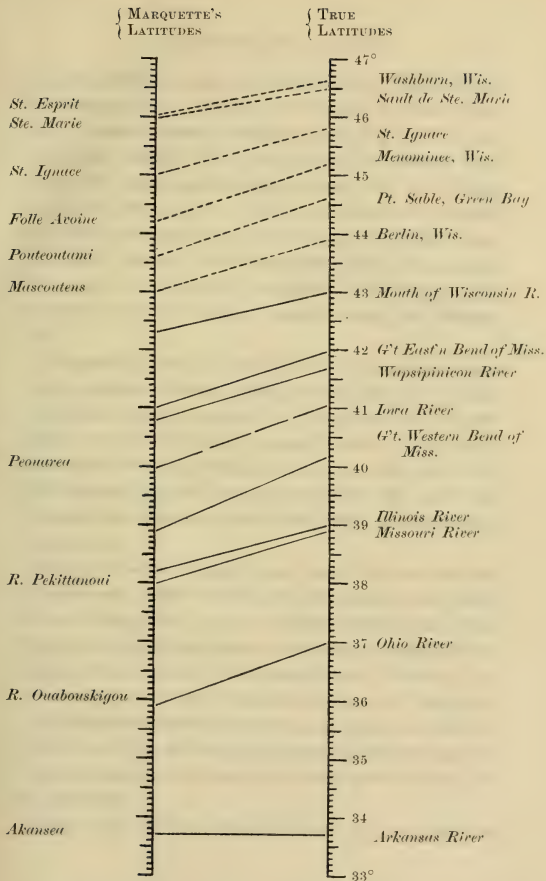 MARQUETTE'S LATITUDES
TRUE LATITUDES
47°
Washburn, Wis.
St. Esprit
Sault de Ste. Marie
Ste. Marie
46
St. Ignace
Menominee, Wis.
St. Ignace
45
Pt. Sable, Green Bay
Folle Avoine
44 Berlin, Wis.
Pouteoutami
Mascoutens
43 Mouth of Wisconsin R.
42 G't East'n Bend of Miss.
Wapsipinicon River
41 Iowa River
G't. Western Bend of
Miss.
Peouarea
40
39 Illinois River
Missouri River
R. Pekittanoui
38
37 Ohio River
R. Ouabouskigou
36
35
34
Akansea
Arkansas River
33°